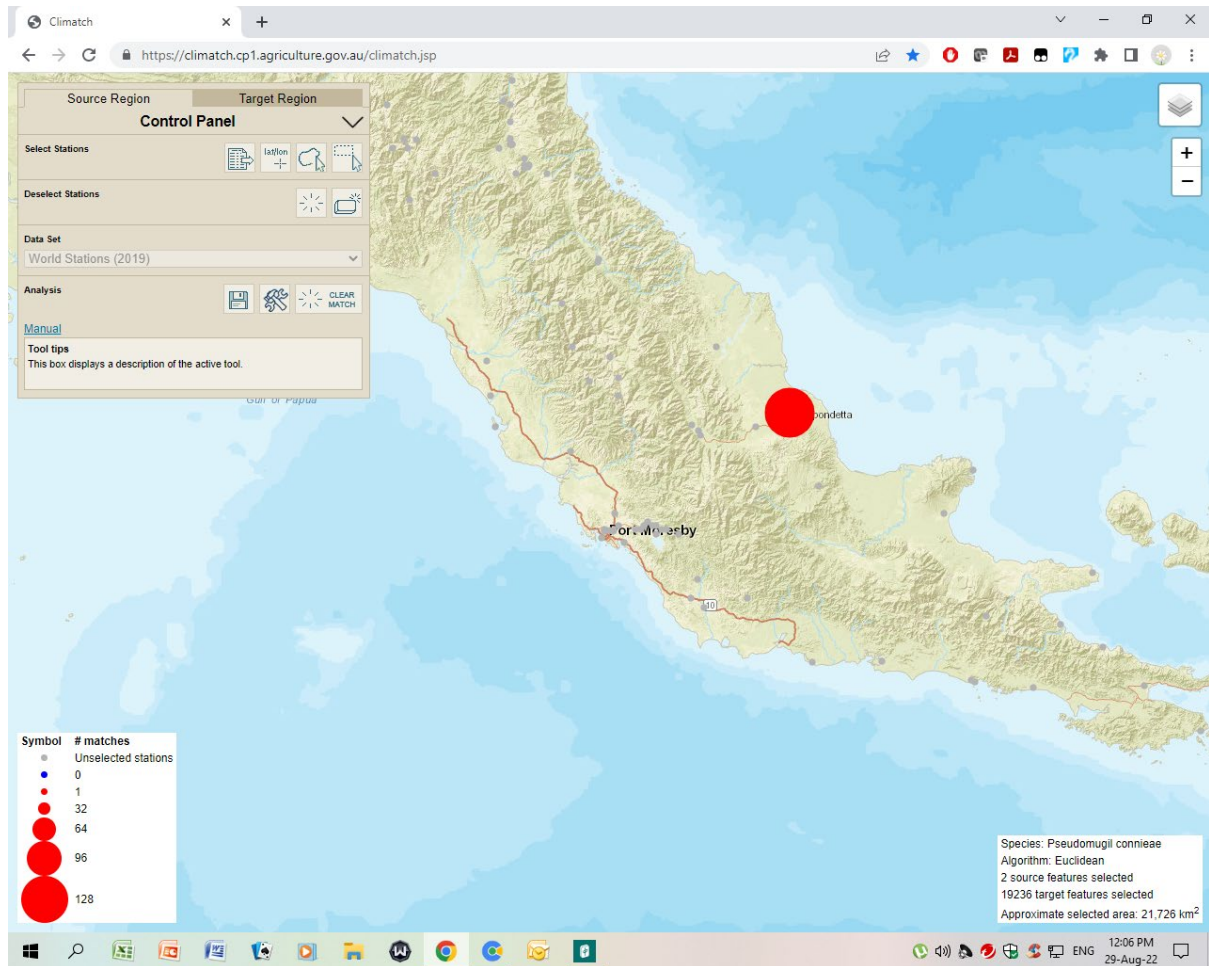 Climatch
https://climatch.cp1.agriculture.gov.au/climatch.jsp
Source Region
Target Region
Control Panel
Select Stations
lat/lon
Deselect Stations
Data Set
World Stations (2019)
Analysis
CLEAR
MATCH
Manual
Tool tips
This box displays a description of the active tool.
Gulf of Papua
+
−
pondetta
Port Moresby
10
Symbol # matches
Unselected stations
0
1
32
64
96
128
Species: Pseudomugil connieae
Algorithm: Euclidean
2 source features selected
19236 target features selected
Approximate selected area: 21,726 km²
ENG
12:06 PM
29-Aug-22